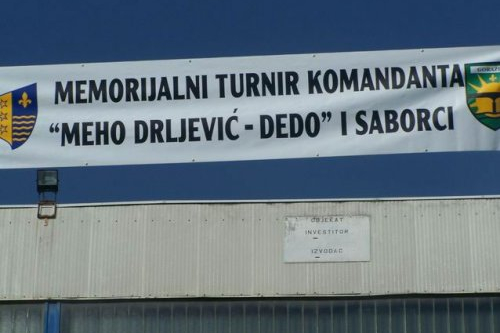 MEMORIJALNI TURNIR KOMANDANTA
"MEHO DRLJEVIĆ - DEDO" I SABORCI
OBJEKAT
INVESTITOR
IZVOĐAČ